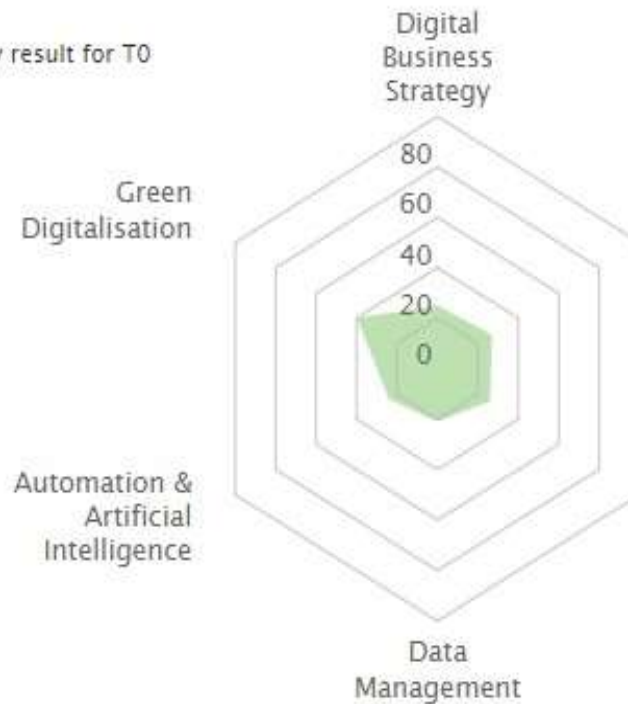 y result for T0
Digital
Business
Strategy
80
60
40
20
0
Green
Digitalisation
Automation &
Artificial
Intelligence
Data
Management